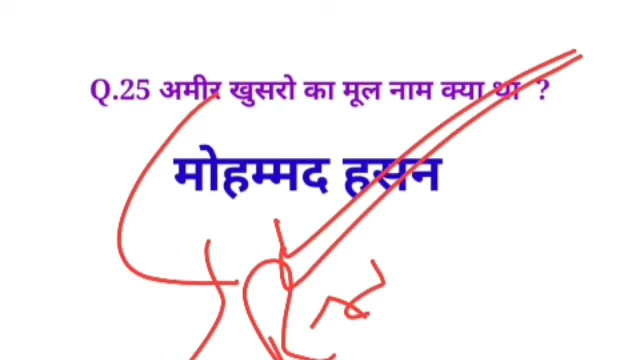 Q.25 अमीर खुसरो का मूल नाम क्या था ?
मोहम्मद हसन